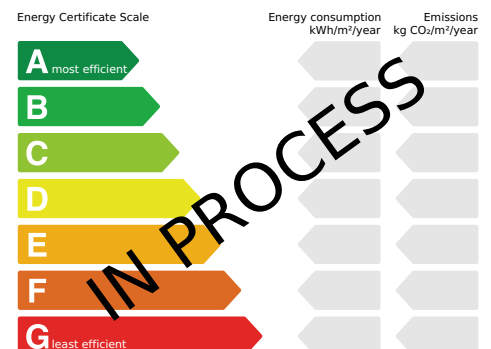 Energy Certificate Scale
Energy consumption
kWh/m²/year
Emissions
kg CO₂/m²/year
A most efficient
B
C
D
E
F
G least efficient
IN PROCESS